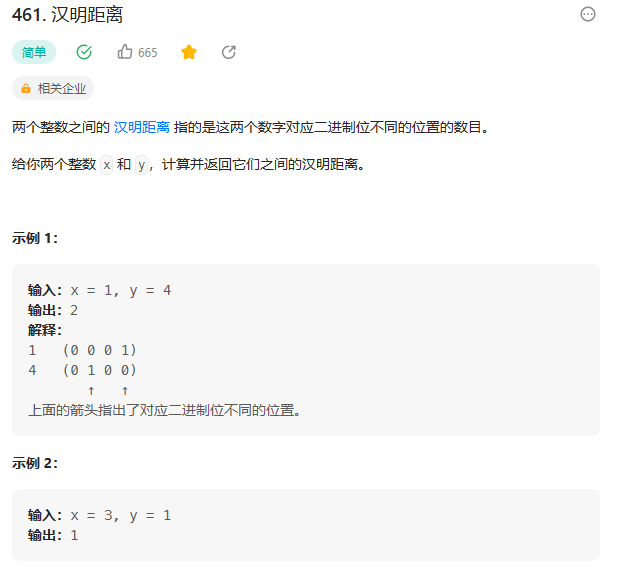 461. 汉明距离
简单 665
相关企业
两个整数之间的 汉明距离 指的是这两个数字对应二进制位不同的位置的数目。
给你两个整数 x 和 y，计算并返回它们之间的汉明距离。
示例 1：
输入：x = 1, y = 4
输出：2
解释：
1   (0 0 0 1)
4   (0 1 0 0)
↑   ↑
上面的箭头指出了对应二进制位不同的位置。
示例 2：
输入：x = 3, y = 1
输出：1